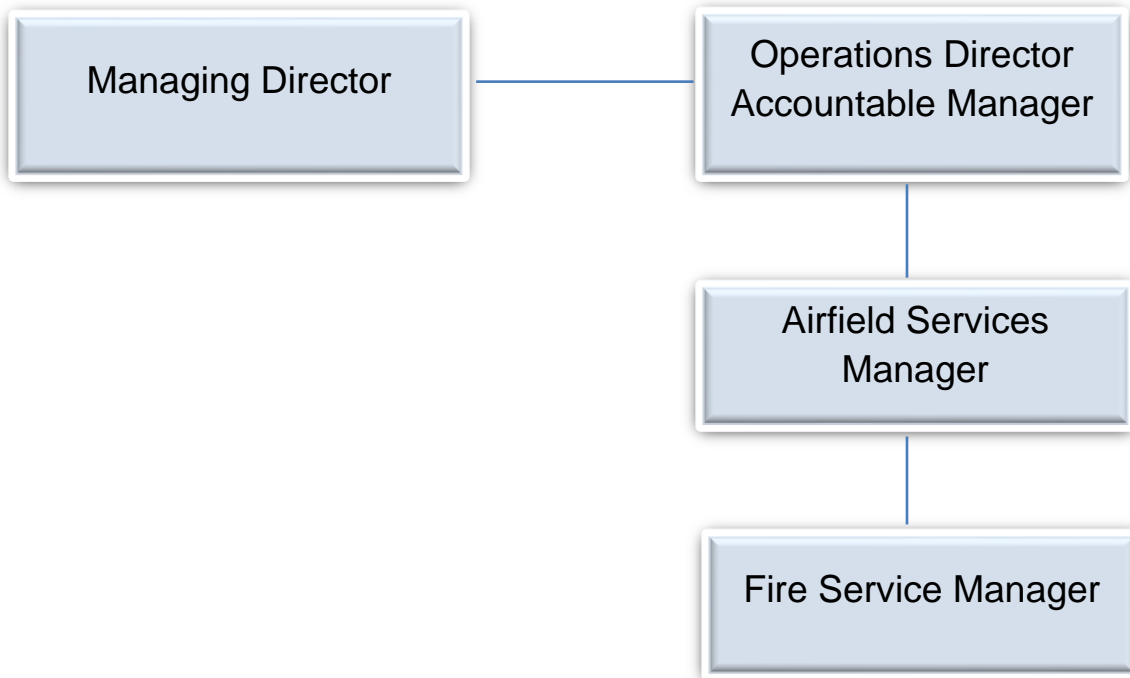 Managing Director
Operations Director
Accountable Manager
Airfield Services
Manager
Fire Service Manager